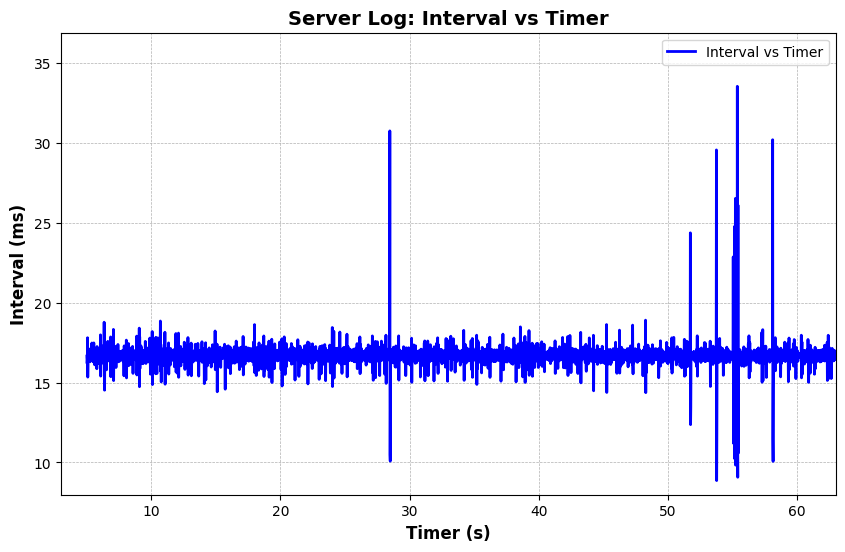 Server Log: Interval vs Timer
Interval vs Timer
35
30
25
20
15
10
Interval (ms)
10 20 30 40 50 60
Timer (s)